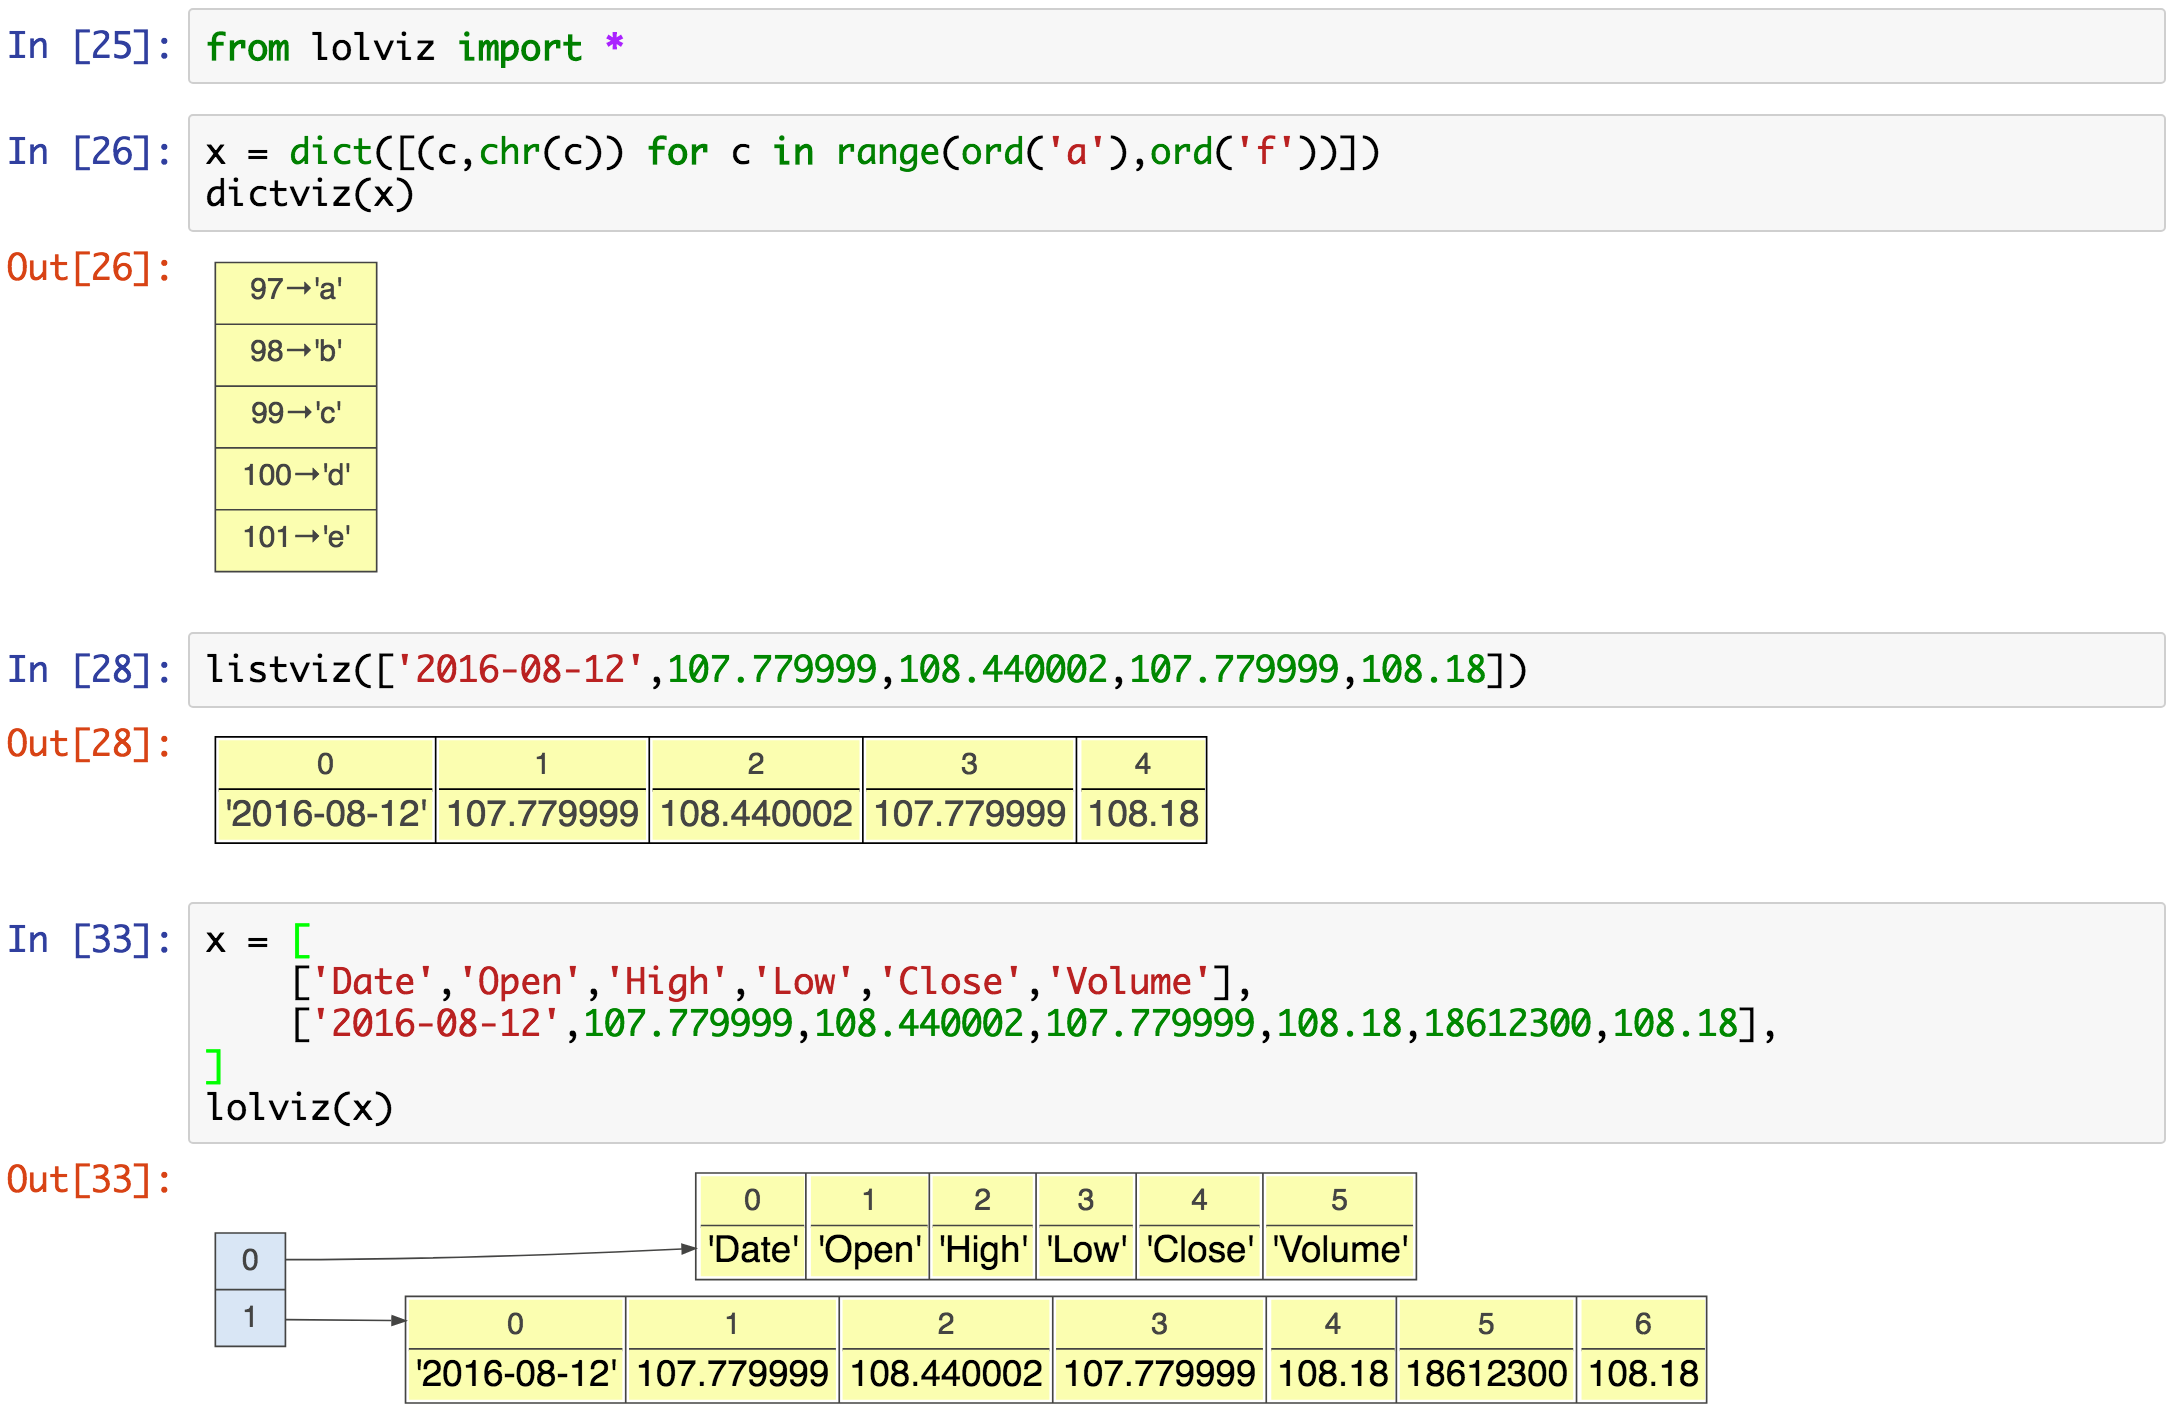 In [25]: from lolviz import *
In [26]: x = dict([(c,chr(c)) for c in range(ord('a'),ord('f'))])
dictviz(x)
Out[26]:
97→'a'
98→'b'
99→'c'
100→'d'
101→'e'
In [28]: listviz(['2016-08-12',107.779999,108.440002,107.779999,108.18])
Out[28]:
0 1 2 3 4
'2016-08-12' 107.779999 108.440002 107.779999 108.18
In [33]: x = [
    ['Date','Open','High','Low','Close','Volume'],
    ['2016-08-12',107.779999,108.440002,107.779999,108.18,18612300,108.18],
]
lolviz(x)
Out[33]:
0 1 2 3 4 5
0 'Date' 'Open' 'High' 'Low' 'Close' 'Volume'
1 0 1 2 3 4 5 6
'2016-08-12' 107.779999 108.440002 107.779999 108.18 18612300 108.18